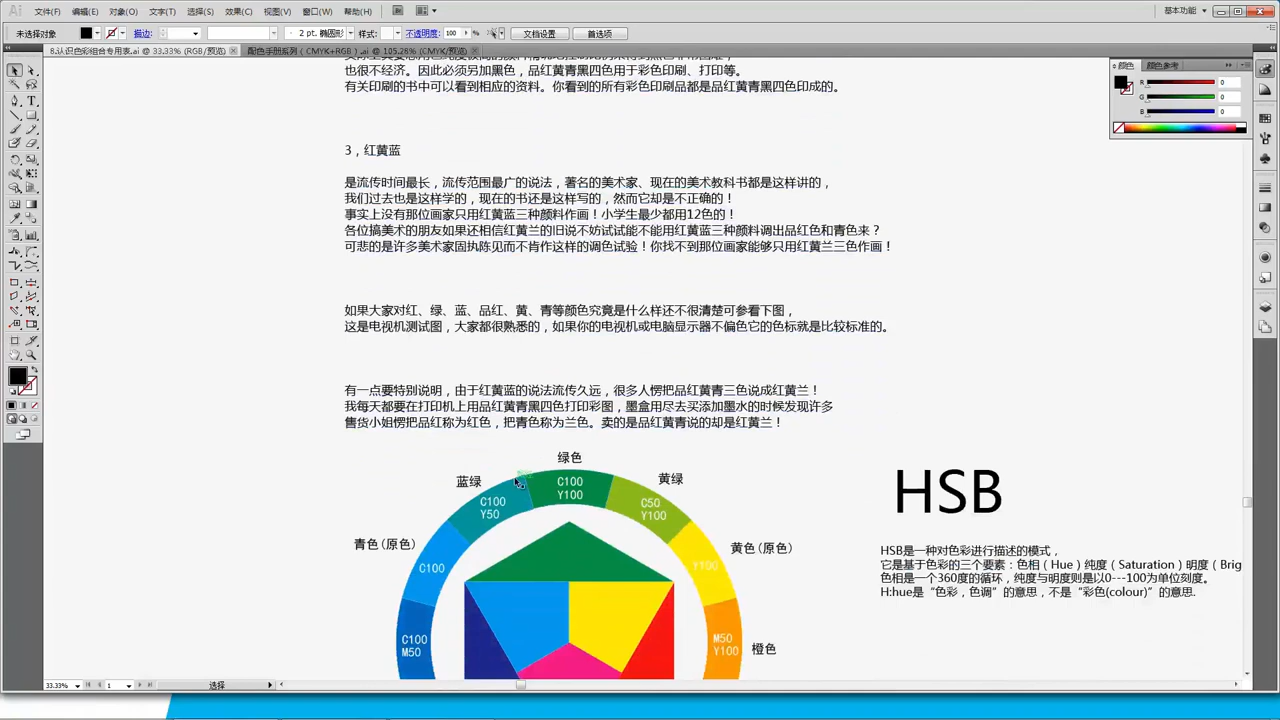 Ai 文件(F) 编辑(E) 对象(O) 文字(T) 选择(S) 效果(C) 视图(V) 窗口(W) 帮助(H) Br 基本功能
未选择对象 描边: 2 pt. 椭圆形 样式: 不透明度: 100 % 文档设置 首选项
8.认识色彩组合专用表.ai @ 33.33% (RGB/预览) 配色手册系列（CMYK+RGB）.ai @ 105.28% (CMYK/预览)
也很不经济。因此必须另加黑色，品红黄青黑四色用于彩色印刷、打印等。
有关印刷的书中可以看到相应的资料。你看到的所有彩色印刷品都是品红黄青黑四色印成的。
颜色 颜色参考
R 0
G 0
B 0
3，红黄蓝
是流传时间最长，流传范围最广的说法，著名的美术家、现在的美术教科书都是这样讲的，
我们过去也是这样学的，现在的书还是这样写的，然而它却是不正确的！
事实上没有那位画家只用红黄蓝三种颜料作画！小学生最少都用12色的！
各位搞美术的朋友如果还相信红黄兰的旧说不妨试试能不能用红黄蓝三种颜料调出品红色和青色来？
可悲的是许多美术家固执陈见而不肯作这样的调色试验！你找不到那位画家能够只用红黄兰三色作画！
如果大家对红、绿、蓝、品红、黄、青等颜色究竟是什么样还不很清楚可参看下图，
这是电视机测试图，大家都很熟悉的，如果你的电视机或电脑显示器不偏色它的色标就是比较标准的。
有一点要特别说明，由于红黄蓝的说法流传久远，很多人愣把品红黄青三色说成红黄兰！
我每天都要在打印机上用品红黄青黑四色打印彩图，墨盒用尽去买添加墨水的时候发现许多
售货小姐愣把品红称为红色，把青色称为兰色。卖的是品红黄青说的却是红黄兰！
绿色
蓝绿
黄绿
C100
Y100
C100
Y50
C50
Y100
青色(原色)
黄色(原色)
C100
Y100
C100
M50
M50
Y100
橙色
HSB
HSB是一种对色彩进行描述的模式，
它是基于色彩的三个要素：色相（Hue）纯度（Saturation）明度（Brig
色相是一个360度的循环，纯度与明度则是以0---100为单位刻度。
H:hue是“色彩，色调”的意思，不是“彩色(colour)”的意思.
33.33% 1 选择